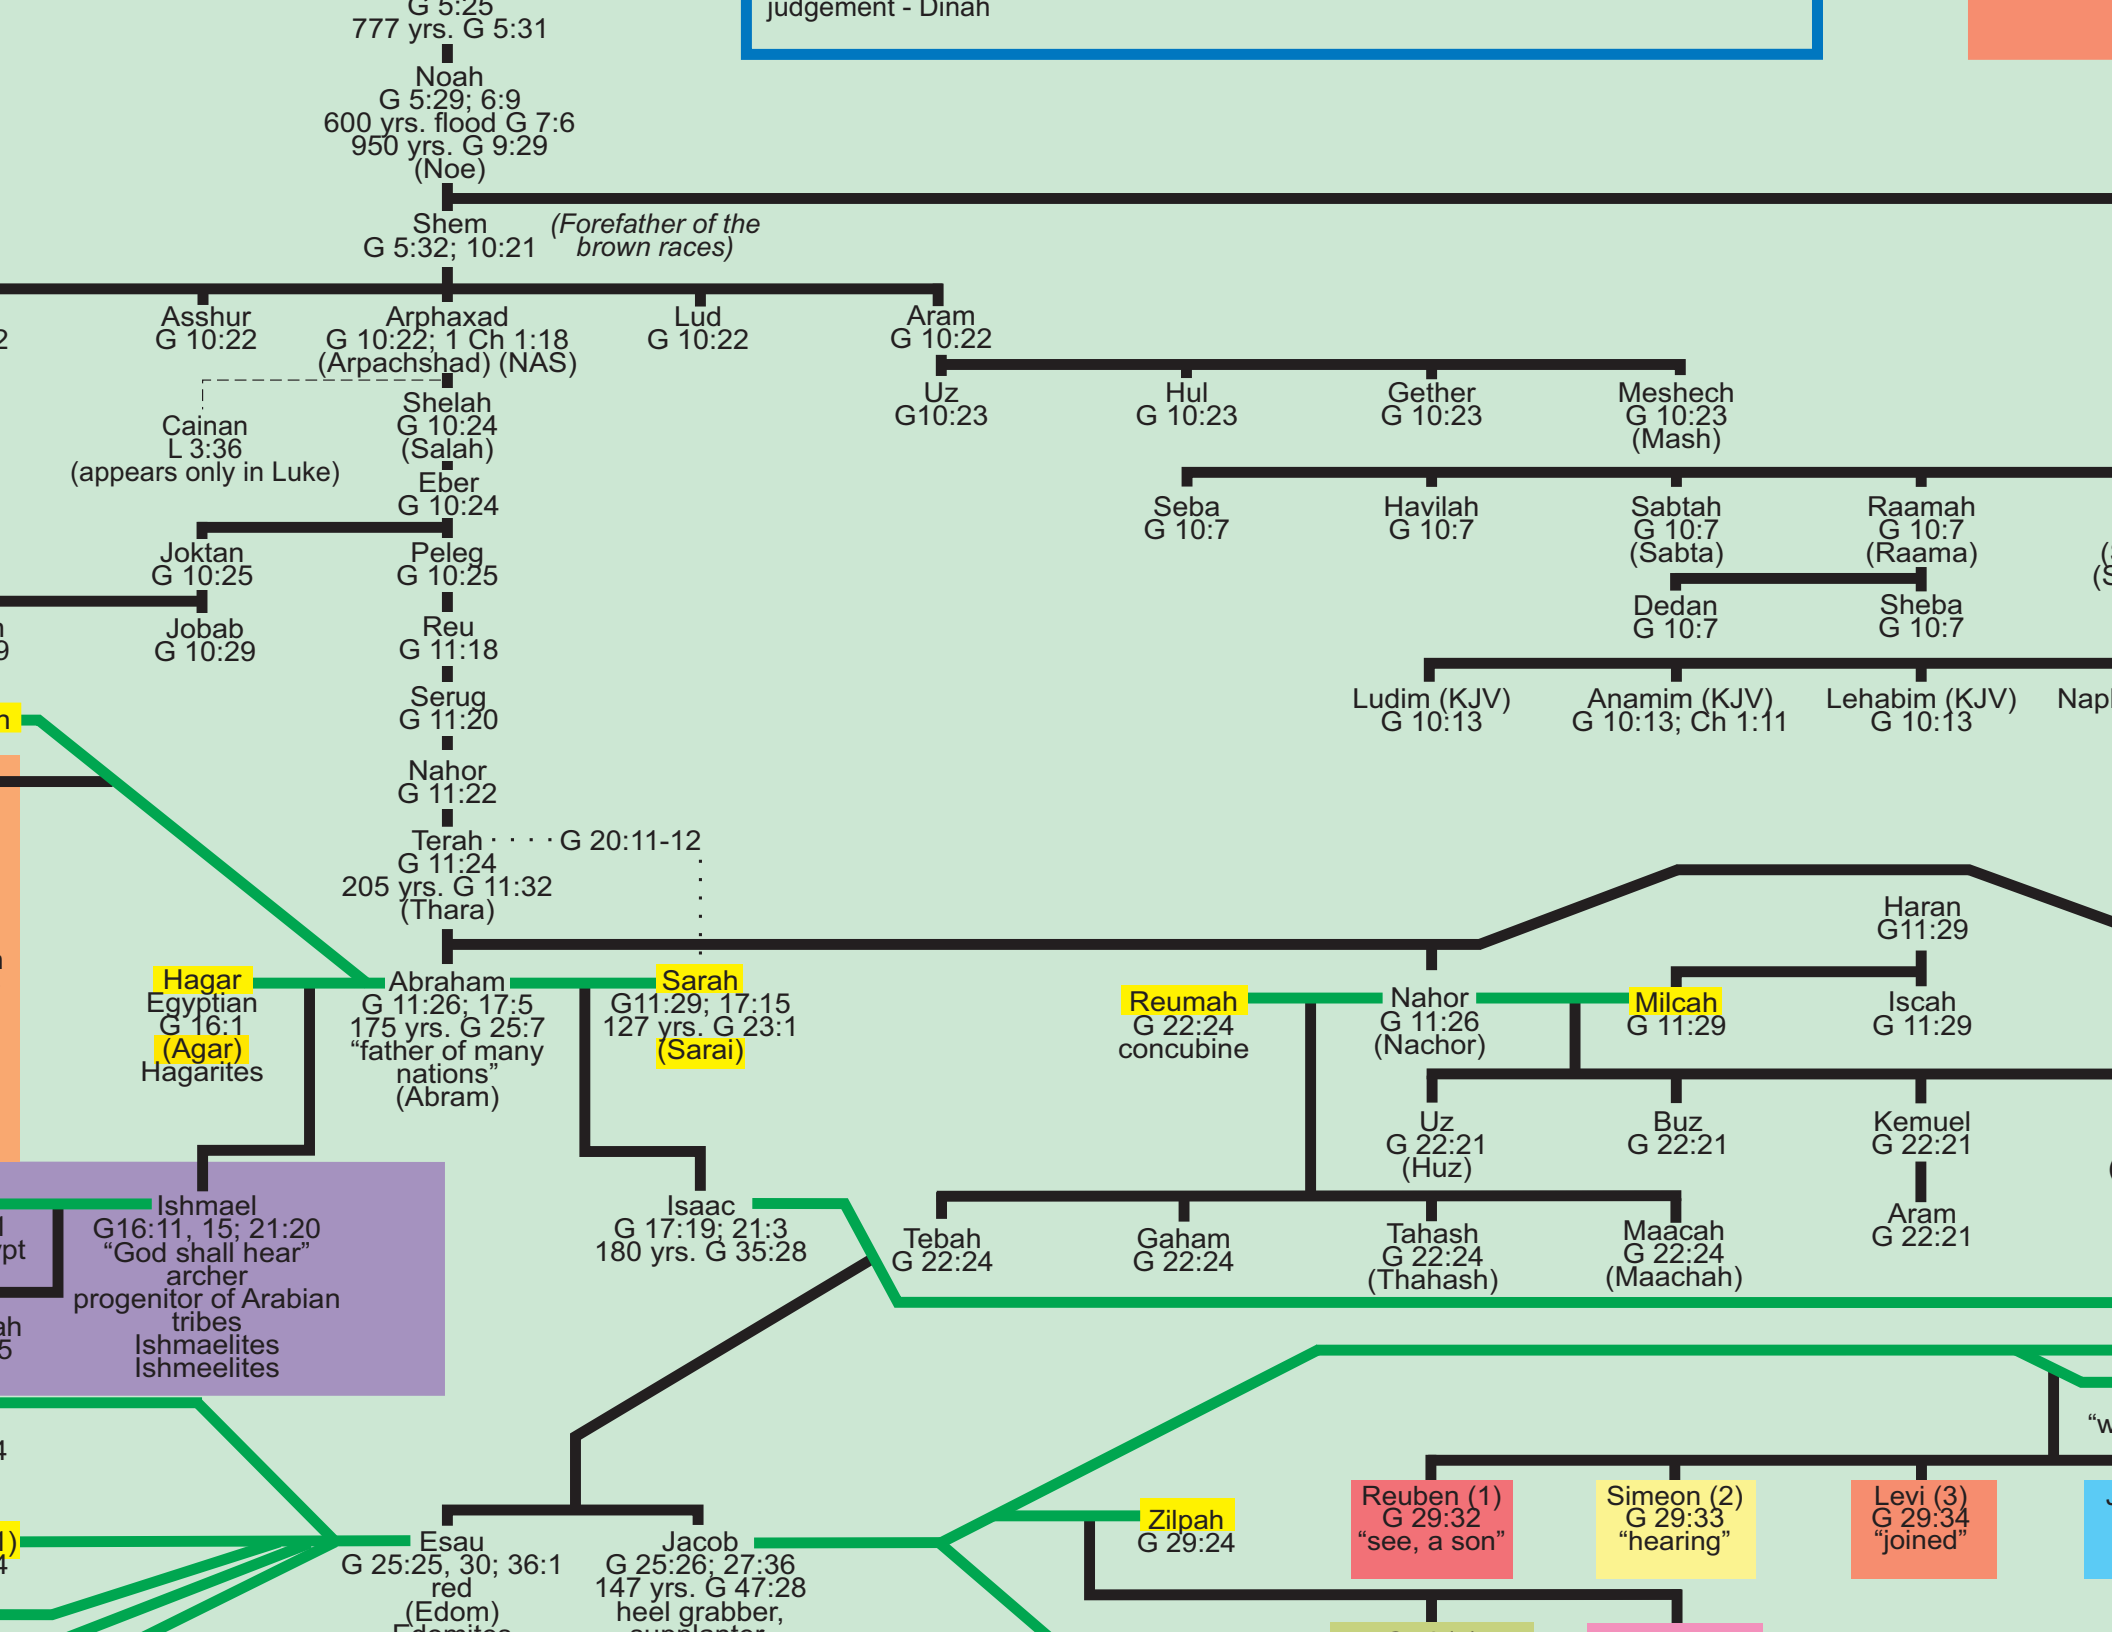 G 5:25
777 yrs. G 5:31
judgement - Dinah
Noah
G 5:29; 6:9
600 yrs. flood G 7:6
950 yrs. G 9:29
(Noe)
Shem
G 5:32; 10:21
(Forefather of the
brown races)
Asshur
G 10:22
Arphaxad
G 10:22; 1 Ch 1:18
(Arpachshad) (NAS)
Lud
G 10:22
Aram
G 10:22
Uz
G10:23
Hul
G 10:23
Gether
G 10:23
Meshech
G 10:23
(Mash)
Cainan
L 3:36
(appears only in Luke)
Shelah
G 10:24
(Salah)
Eber
G 10:24
Seba
G 10:7
Havilah
G 10:7
Sabtah
G 10:7
(Sabta)
Raamah
G 10:7
(Raama)
Joktan
G 10:25
Peleg
G 10:25
Dedan
G 10:7
Sheba
G 10:7
Jobab
G 10:29
Reu
G 11:18
Serug
G 11:20
Ludim (KJV)
G 10:13
Anamim (KJV)
G 10:13; Ch 1:11
Lehabim (KJV)
G 10:13
Nahor
G 11:22
Terah
G 11:24
205 yrs. G 11:32
(Thara)
G 20:11-12
Haran
G11:29
Hagar
Egyptian
G 16:1
(Agar)
Hagarites
Abraham
G 11:26; 17:5
175 yrs. G 25:7
“father of many
nations”
(Abram)
Sarah
G11:29; 17:15
127 yrs. G 23:1
(Sarai)
Reumah
G 22:24
concubine
Nahor
G 11:26
(Nachor)
Milcah
G 11:29
Iscah
G 11:29
Uz
G 22:21
(Huz)
Buz
G 22:21
Kemuel
G 22:21
Aram
G 22:21
Ishmael
G16:11, 15; 21:20
“God shall hear”
archer
progenitor of Arabian
tribes
Ishmaelites
Ishmeelites
Isaac
G 17:19; 21:3
180 yrs. G 35:28
Tebah
G 22:24
Gaham
G 22:24
Tahash
G 22:24
(Thahash)
Maacah
G 22:24
(Maachah)
Esau
G 25:25, 30; 36:1
red
(Edom)
Edomites
Jacob
G 25:26; 27:36
147 yrs. G 47:28
heel grabber,
supplanter
Zilpah
G 29:24
Reuben (1)
G 29:32
“see, a son”
Simeon (2)
G 29:33
“hearing”
Levi (3)
G 29:34
“joined”